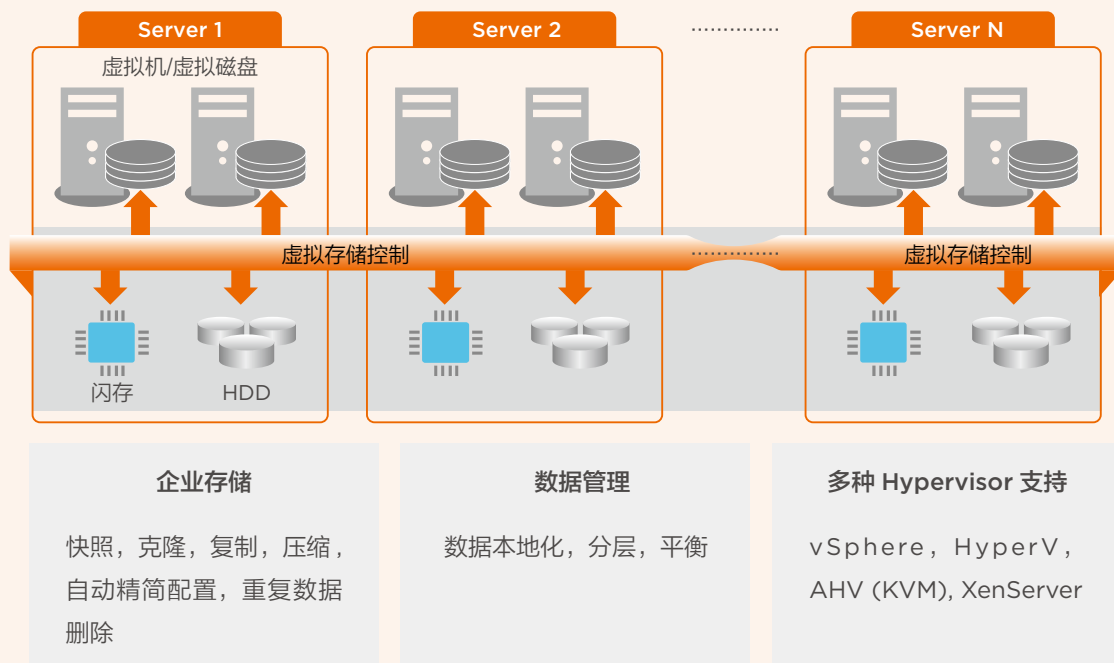 Server 1
Server 2
··············
Server N
虚拟机/虚拟磁盘
虚拟存储控制
··············
虚拟存储控制
闪存
HDD
企业存储
快照，克隆，复制，压缩，
自动精简配置，重复数据
删除
数据管理
数据本地化，分层，平衡
多种 Hypervisor 支持
vSphere，HyperV，
AHV (KVM), XenServer